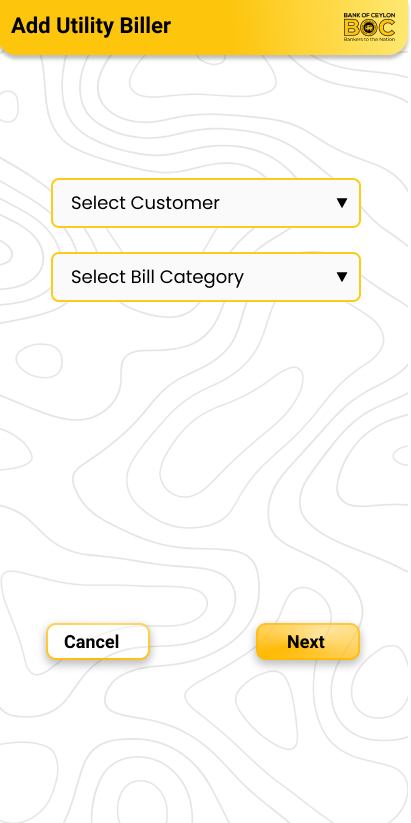 Add Utility Biller
BANK OF CEYLON
BOC
Bankers to the Nation
Select Customer
Select Bill Category
Cancel
Next